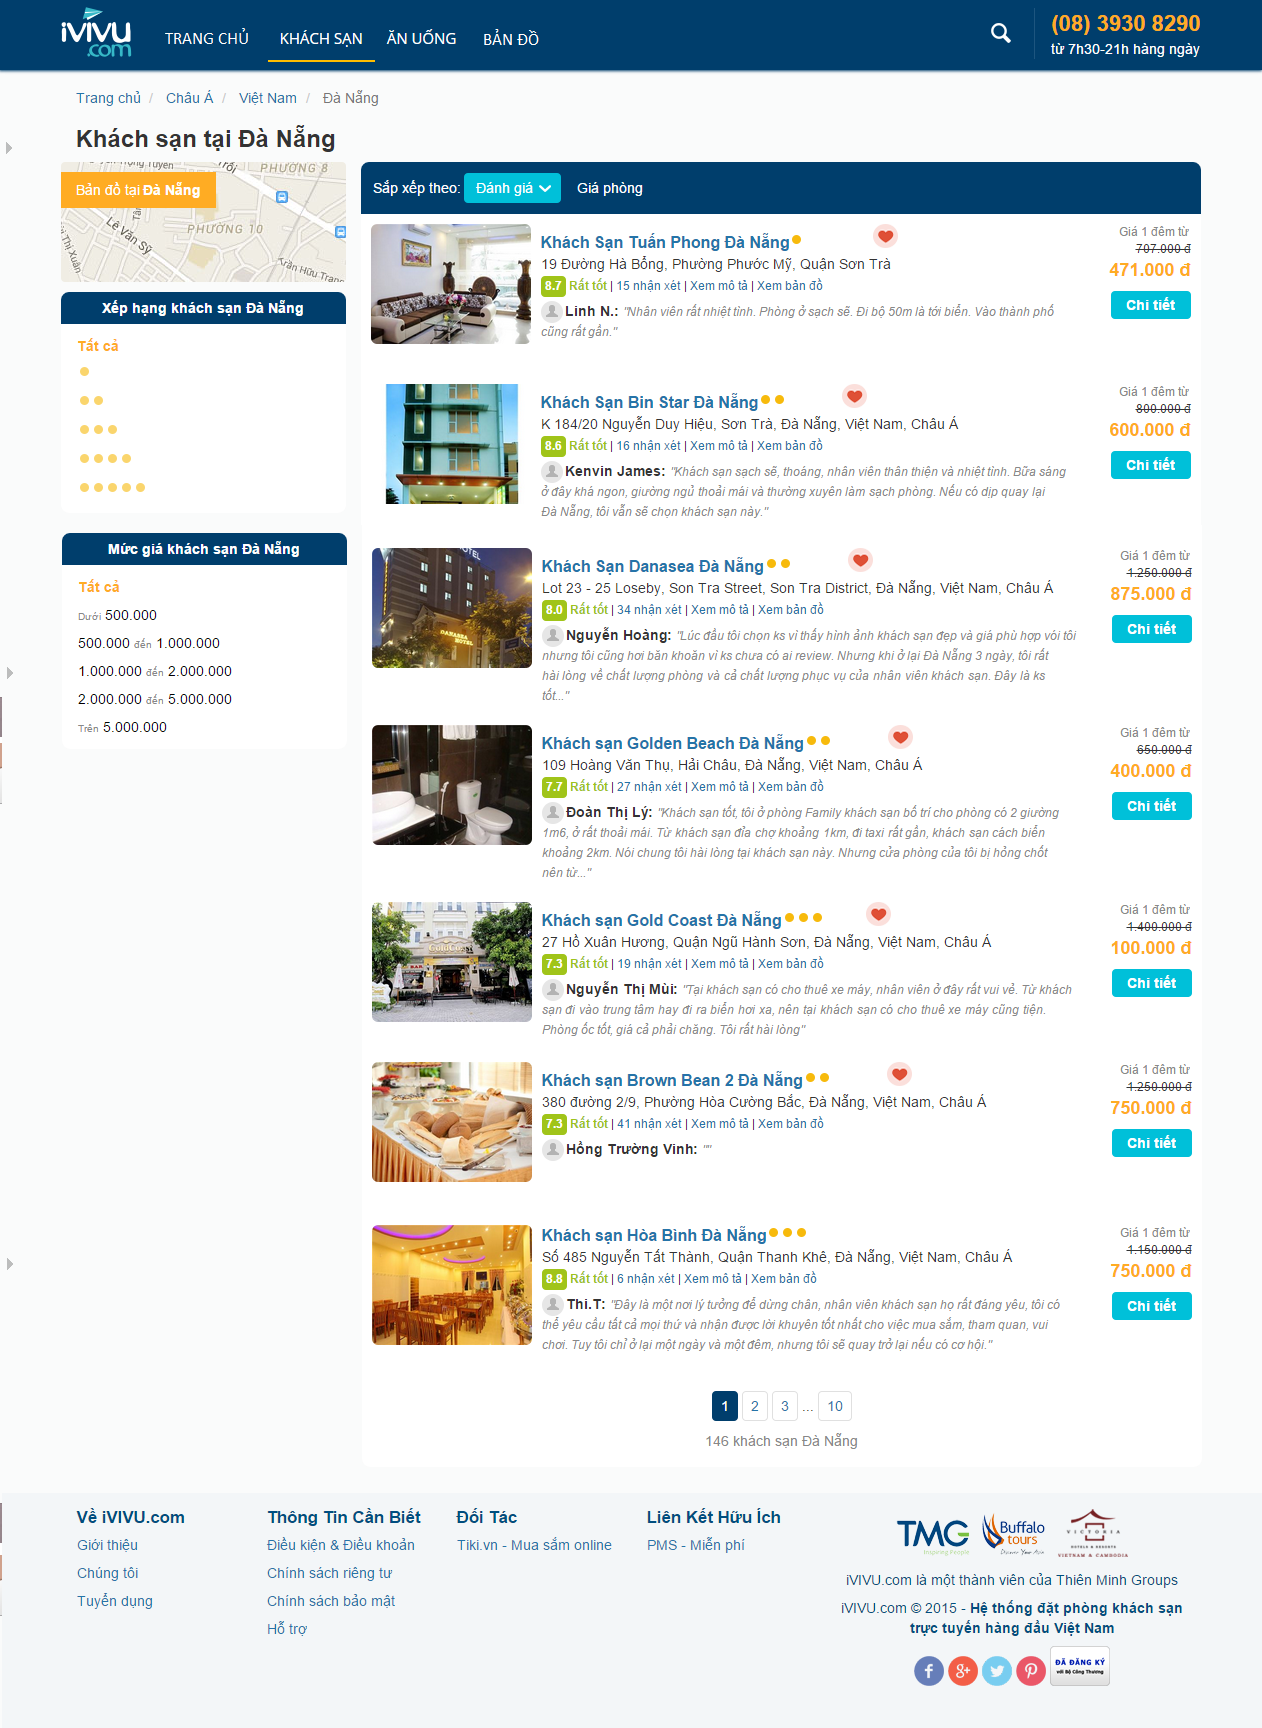 iVIVU.com
TRANG CHỦ KHÁCH SẠN ĂN UỐNG BẢN ĐỒ
(08) 3930 8290
từ 7h30-21h hàng ngày
Trang chủ / Châu Á / Việt Nam / Đà Nẵng
Khách sạn tại Đà Nẵng
PHƯỜNG 8
Bản đồ tại Đà Nẵng
Lê Văn Sỹ
PHƯỜNG 10
Trần Hữu Trang
Xếp hạng khách sạn Đà Nẵng
Tất cả
Mức giá khách sạn Đà Nẵng
Tất cả
Dưới 500.000
500.000 đến 1.000.000
1.000.000 đến 2.000.000
2.000.000 đến 5.000.000
Trên 5.000.000
Sắp xếp theo: Đánh giá Giá phòng
Khách Sạn Tuấn Phong Đà Nẵng
19 Đường Hà Bổng, Phường Phước Mỹ, Quận Sơn Trà
8.7 Rất tốt | 15 nhận xét | Xem mô tả | Xem bản đồ
Linh N.: "Nhân viên rất nhiệt tình. Phòng ở sạch sẽ. Đi bộ 50m là tới biển. Vào thành phố
cũng rất gần."
Giá 1 đêm từ
707.000 đ
471.000 đ
Chi tiết
Khách Sạn Bin Star Đà Nẵng
K 184/20 Nguyễn Duy Hiệu, Sơn Trà, Đà Nẵng, Việt Nam, Châu Á
8.6 Rất tốt | 16 nhận xét | Xem mô tả | Xem bản đồ
Kenvin James: "Khách sạn sạch sẽ, thoáng, nhân viên thân thiện và nhiệt tình. Bữa sáng
ở đây khá ngon, giường ngủ thoải mái và thường xuyên làm sạch phòng. Nếu có dịp quay lại
Đà Nẵng, tôi vẫn sẽ chọn khách sạn này."
Giá 1 đêm từ
800.000 đ
600.000 đ
Chi tiết
HOTEL
DANASEA HOTEL
Khách Sạn Danasea Đà Nẵng
Lot 23 - 25 Loseby, Son Tra Street, Son Tra District, Đà Nẵng, Việt Nam, Châu Á
8.0 Rất tốt | 34 nhận xét | Xem mô tả | Xem bản đồ
Nguyễn Hoàng: "Lúc đầu tôi chọn ks vì thấy hình ảnh khách sạn đẹp và giá phù hợp với tôi
nhưng tôi cũng hơi băn khoăn vì ks chưa có ai review. Nhưng khi ở lại Đà Nẵng 3 ngày, tôi rất
hài lòng về chất lượng phòng và cả chất lượng phục vụ của nhân viên khách sạn. Đây là ks
tốt..."
Giá 1 đêm từ
1.250.000 đ
875.000 đ
Chi tiết
Khách sạn Golden Beach Đà Nẵng
109 Hoàng Văn Thụ, Hải Châu, Đà Nẵng, Việt Nam, Châu Á
7.7 Rất tốt | 27 nhận xét | Xem mô tả | Xem bản đồ
Đoàn Thị Lý: "Khách sạn tốt, tôi ở phòng Family khách sạn bố trí cho phòng có 2 giường
1m6, ở rất thoải mái. Từ khách sạn đĩa chợ khoảng 1km, đi taxi rất gần, khách sạn cách biển
khoảng 2km. Nói chung tôi hài lòng tại khách sạn này. Nhưng cửa phòng của tôi bị hỏng chốt
nên từ..."
Giá 1 đêm từ
650.000 đ
400.000 đ
Chi tiết
Gold Coast
Khách sạn Gold Coast Đà Nẵng
27 Hồ Xuân Hương, Quận Ngũ Hành Sơn, Đà Nẵng, Việt Nam, Châu Á
7.3 Rất tốt | 19 nhận xét | Xem mô tả | Xem bản đồ
Nguyễn Thị Mùi: "Tại khách sạn có cho thuê xe máy, nhân viên ở đây rất vui vẻ. Từ khách
sạn đi vào trung tâm hay đi ra biển hơi xa, nên tại khách sạn có cho thuê xe máy cũng tiện.
Phòng ốc tốt, giá cả phải chăng. Tôi rất hài lòng"
Giá 1 đêm từ
1.400.000 đ
100.000 đ
Chi tiết
Khách sạn Brown Bean 2 Đà Nẵng
380 đường 2/9, Phường Hòa Cường Bắc, Đà Nẵng, Việt Nam, Châu Á
7.3 Rất tốt | 41 nhận xét | Xem mô tả | Xem bản đồ
Hồng Trường Vinh: ""
Giá 1 đêm từ
1.250.000 đ
750.000 đ
Chi tiết
Khách sạn Hòa Bình Đà Nẵng
Số 485 Nguyễn Tất Thành, Quận Thanh Khê, Đà Nẵng, Việt Nam, Châu Á
8.8 Rất tốt | 6 nhận xét | Xem mô tả | Xem bản đồ
Thi.T: "Đây là một nơi lý tưởng để dừng chân, nhân viên khách sạn họ rất đáng yêu, tôi có
thể yêu cầu tất cả mọi thứ và nhận được lời khuyên tốt nhất cho việc mua sắm, tham quan, vui
chơi. Tuy tôi chỉ ở lại một ngày và một đêm, nhưng tôi sẽ quay trở lại nếu có cơ hội."
Giá 1 đêm từ
1.150.000 đ
750.000 đ
Chi tiết
1 2 3 ... 10
146 khách sạn Đà Nẵng
Về iVIVU.com
Giới thiệu
Chúng tôi
Tuyển dụng
Thông Tin Cần Biết
Điều kiện & Điều khoản
Chính sách riêng tư
Chính sách bảo mật
Hỗ trợ
Đối Tác
Tiki.vn - Mua sắm online
Liên Kết Hữu Ích
PMS - Miễn phí
TMG
Inspiring People
Buffalo tours
Discover Your Asia
VICTORIA
HOTELS & RESORTS
VIETNAM & CAMBODIA
iVIVU.com là một thành viên của Thiên Minh Groups
iVIVU.com © 2015 - Hệ thống đặt phòng khách sạn
trực tuyến hàng đầu Việt Nam
ĐÃ ĐĂNG KÝ
với Bộ Công Thương